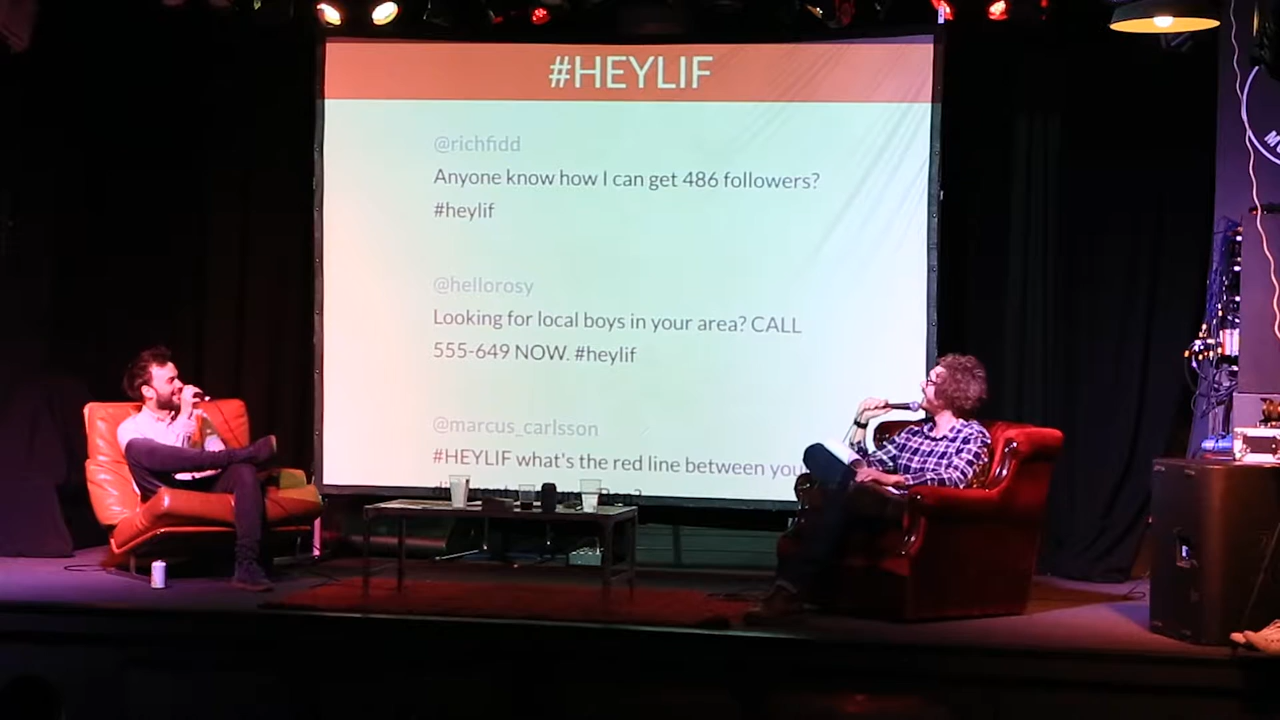 #HEYLIF
@richfidd
Anyone know how I can get 486 followers?
#heylif
@hellorosy
Looking for local boys in your area? CALL
555-649 NOW. #heylif
@marcus_carlsson
#HEYLIF what's the red line between you